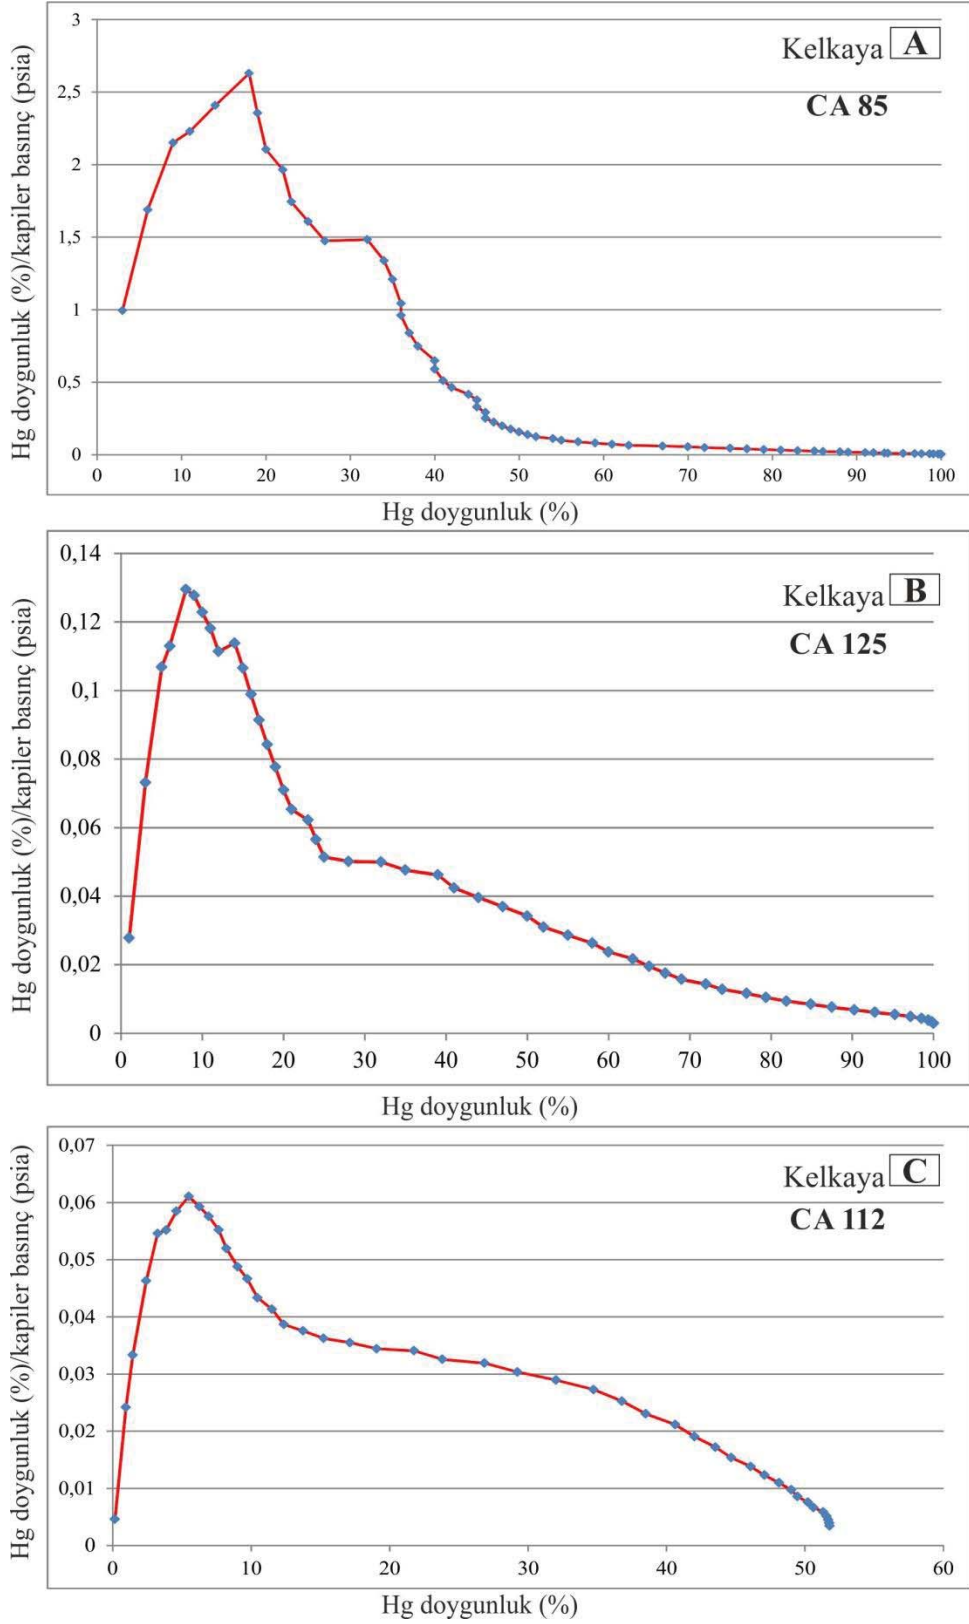 Hg doygunluk (%)/kapiler basınç (psia)
3
2,5
2
1,5
1
0,5
0
Kelkaya A
CA 85
0 10 20 30 40 50 60 70 80 90 100
Hg doygunluk (%)
Hg doygunluk (%)/kapiler basınç (psia)
0,14
0,12
0,1
0,08
0,06
0,04
0,02
0
Kelkaya B
CA 125
0 10 20 30 40 50 60 70 80 90 100
Hg doygunluk (%)
Hg doygunluk (%)/kapiler basınç (psia)
0,07
0,06
0,05
0,04
0,03
0,02
0,01
0
Kelkaya C
CA 112
0 10 20 30 40 50 60
Hg doygunluk (%)